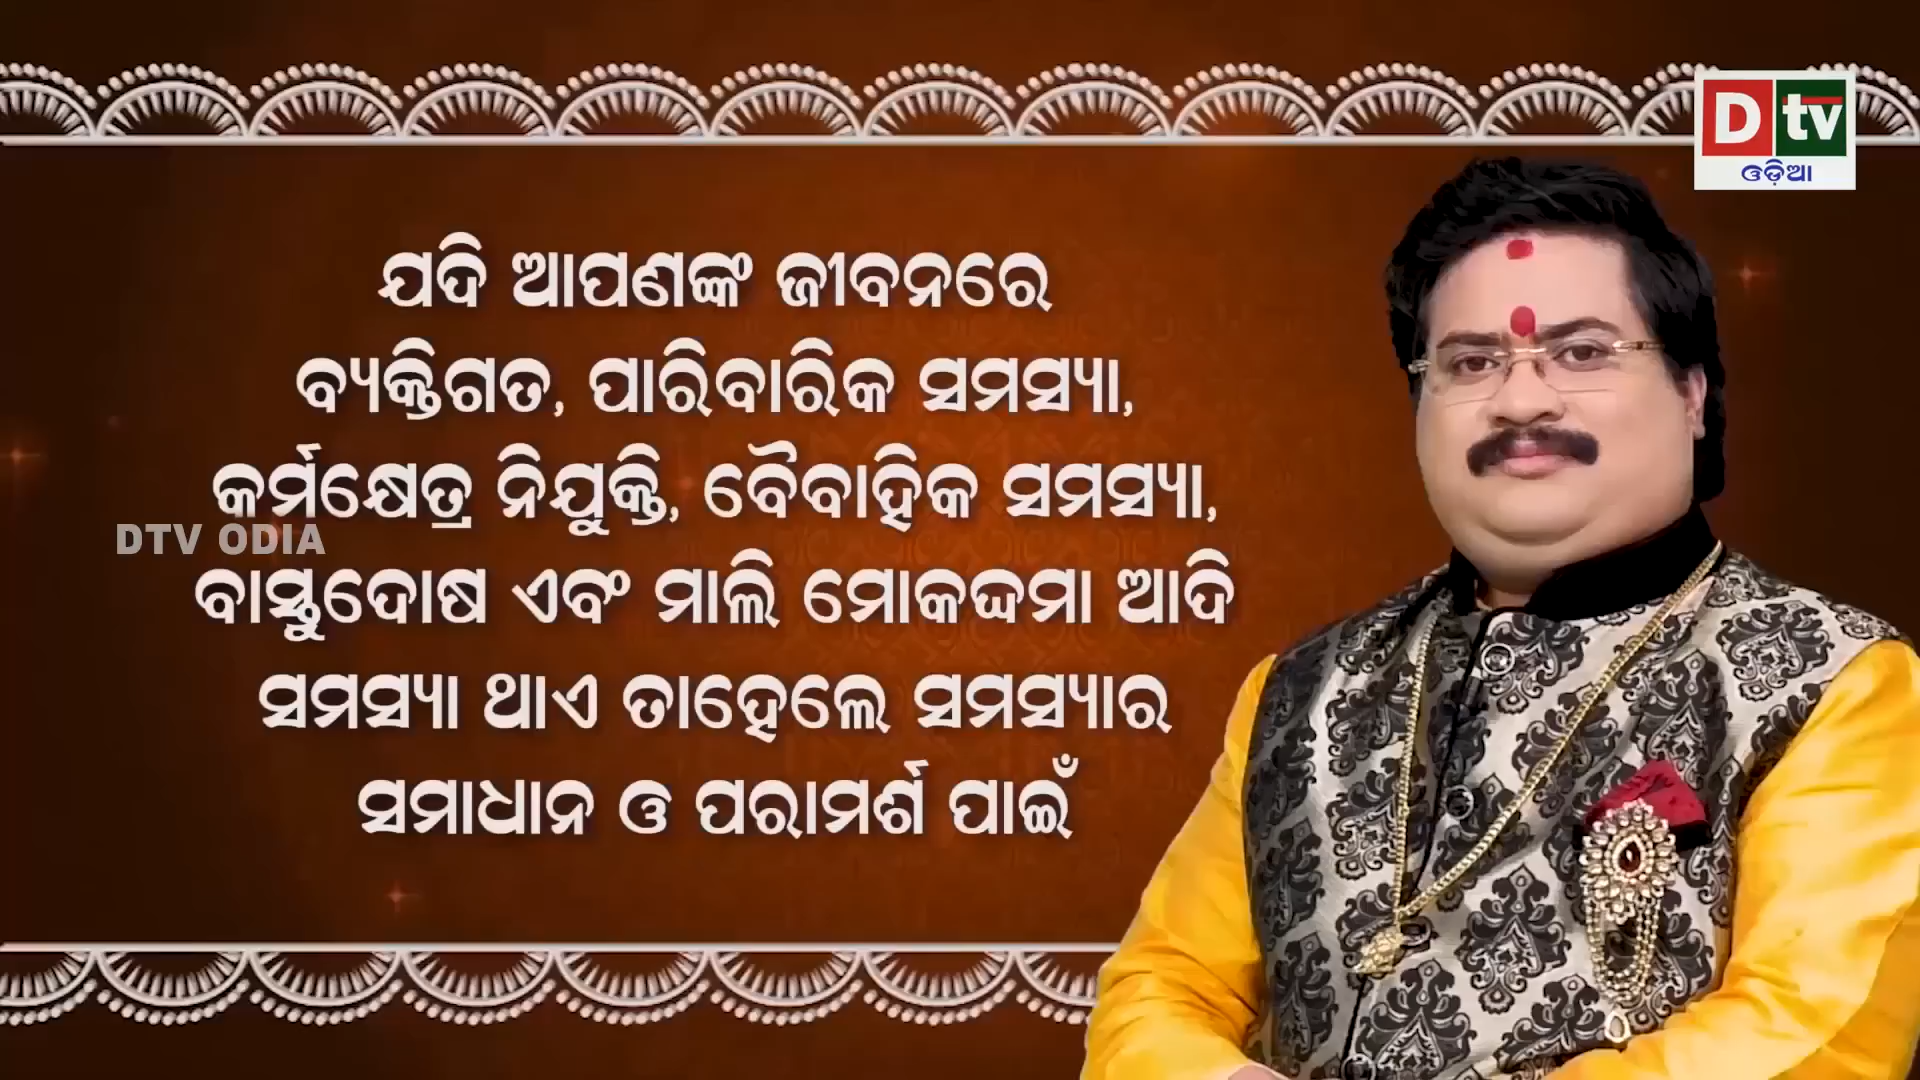 Dtv
ଓଡ଼ିଆ
ଯଦି ଆପଣଙ୍କ ଜୀବନରେ
ବ୍ୟକ୍ତିଗତ, ପାରିବାରିକ ସମସ୍ୟା,
କର୍ମକ୍ଷେତ୍ର ନିଯୁକ୍ତି, ବୈବାହିକ ସମସ୍ୟା,
DTV ODIA
ବାସ୍ତୁଦୋଷ ଏବଂ ମାଲି ମୋକଦ୍ଦମା ଆଦି
ସମସ୍ୟା ଥାଏ ତାହେଲେ ସମସ୍ୟାର
ସମାଧାନ ଓ ପରାମର୍ଶ ପାଇଁ